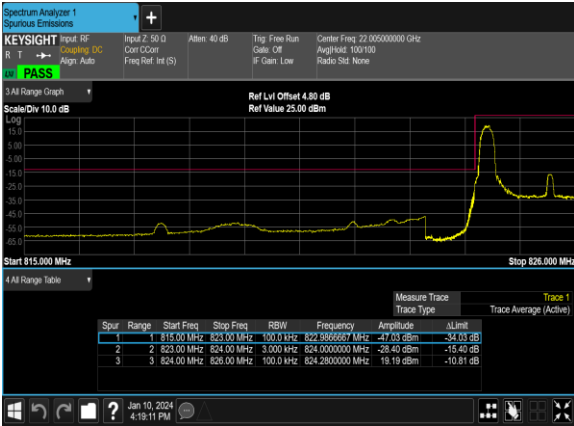 Spectrum Analyzer 1
Spurious Emissions
KEYSIGHT
R T
LW PASS
Input: RF
Coupling: DC
Align: Auto
Input Z: 50 Ω
Corr CCorr
Freq Ref: Int (S)
Atten: 40 dB
Trig: Free Run
Gate: Off
IF Gain: Low
Center Freq: 22.005000000 GHz
Avg|Hold: 100/100
Radio Std: None
3 All Range Graph
Scale/Div 10.0 dB
Ref Lvl Offset 4.80 dB
Ref Value 25.00 dBm
Log
15.0
5.00
-5.00
-15.0
-25.0
-35.0
-45.0
-55.0
-65.0
Start 815.000 MHz
Stop 826.000 MHz
4 All Range Table
Measure Trace Trace 1
Trace Type Trace Average (Active)
Spur Range Start Freq Stop Freq RBW Frequency Amplitude ΔLimit
1 1 815.00 MHz 823.00 MHz 100.0 kHz 822.9866667 MHz -47.03 dBm -34.03 dB
2 2 823.00 MHz 824.00 MHz 3.000 kHz 824.0000000 MHz -28.40 dBm -15.40 dB
3 3 824.00 MHz 826.00 MHz 100.0 kHz 824.2800000 MHz 19.19 dBm -10.81 dB
Jan 10, 2024
4:19:11 PM